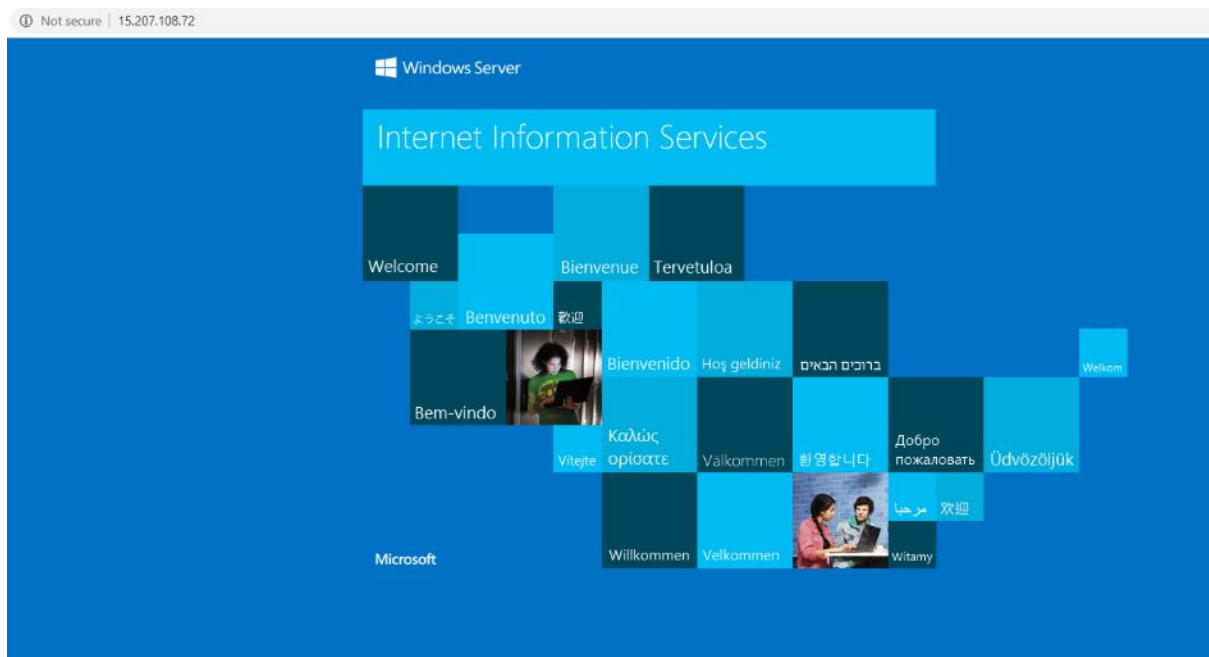 Not secure | 15.207.108.72
Windows Server
Internet Information Services
Welcome
Bienvenue
Tervetuloa
ようこそ
Benvenuto
歡迎
Bienvenido
Hoş geldiniz
ברוכים הבאים
Welkom
Bem-vindo
Vítejte
Καλώς
ορίσατε
Välkommen
환영합니다
Добро
пожаловать
Üdvözöljük
مرحبا
欢迎
Microsoft
Willkommen
Velkommen
Witamy